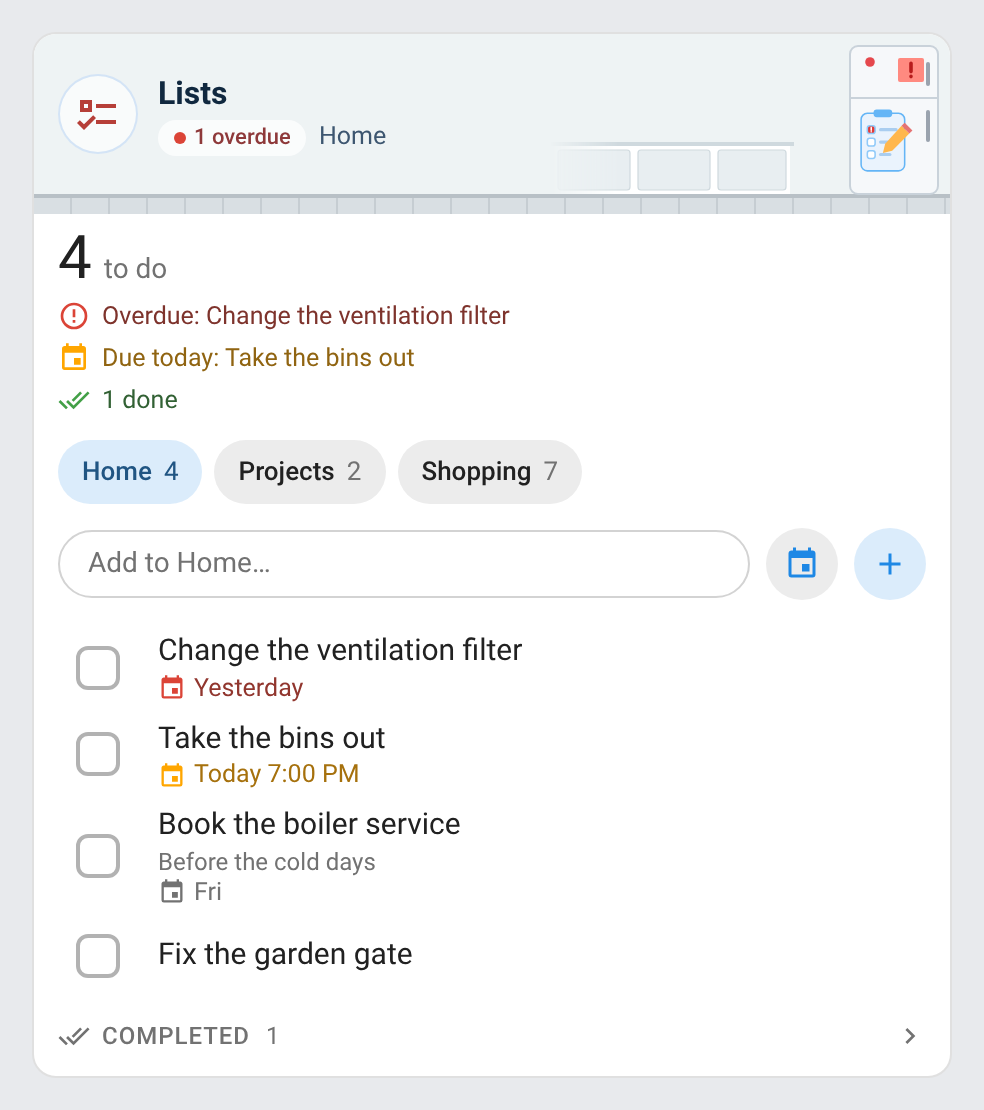 Lists
1 overdue Home
4 to do
Overdue: Change the ventilation filter
Due today: Take the bins out
1 done
Home 4 Projects 2 Shopping 7
Add to Home…
Change the ventilation filter
Yesterday
Take the bins out
Today 7:00 PM
Book the boiler service
Before the cold days
Fri
Fix the garden gate
COMPLETED 1